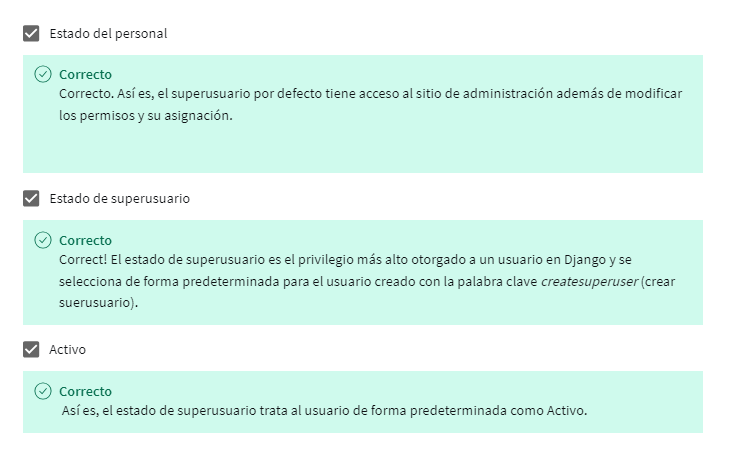 Estado del personal
Correcto
Correcto. Así es, el superusuario por defecto tiene acceso al sitio de administración además de modificar
los permisos y su asignación.
Estado de superusuario
Correcto
Correct! El estado de superusuario es el privilegio más alto otorgado a un usuario en Django y se
selecciona de forma predeterminada para el usuario creado con la palabra clave createsuperuser (crear
suerusuario).
Activo
Correcto
Así es, el estado de superusuario trata al usuario de forma predeterminada como Activo.